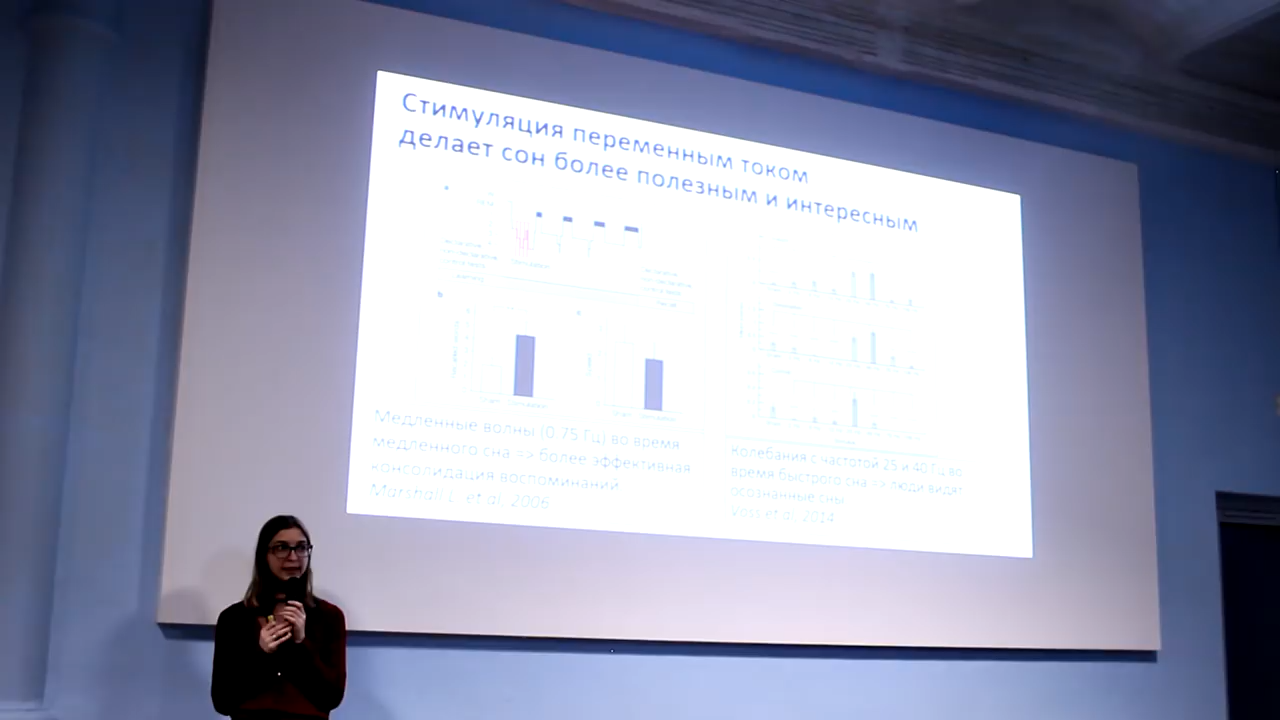 Стимуляция переменным током
делает сон более полезным и интересным
Медленные волны (0.75 Гц) во время
медленного сна => более эффективная
консолидация воспоминаний
Marshall L. et al, 2006
Колебания с частотой 25 и 40 Гц во
время быстрого сна => люди видят
осознанные сны
Voss et al, 2014